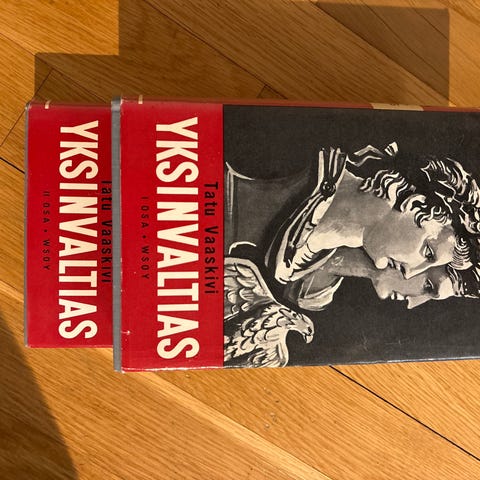 Tatu Vaaskivi
YKSINVALTIAS
I OSA • WSOY
Tatu Vaaskivi
YKSINVALTIAS
II OSA • WSOY